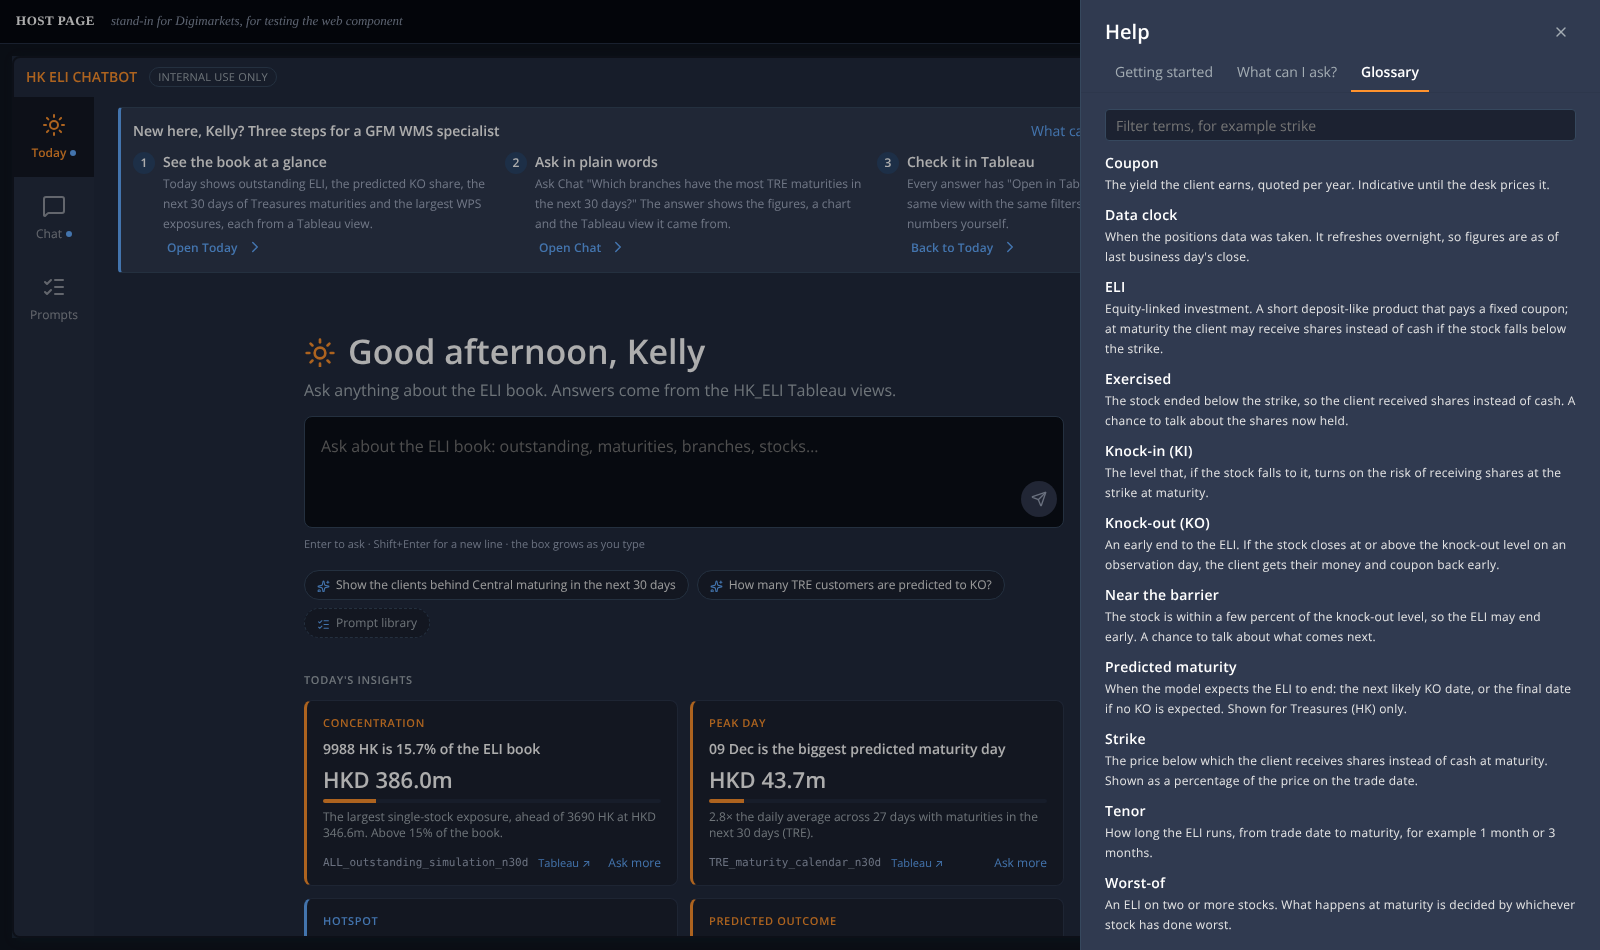 HOST PAGE stand-in for Digimarkets, for testing the web component
HK ELI CHATBOT INTERNAL USE ONLY
Today
Chat
Prompts
New here, Kelly? Three steps for a GFM WMS specialist
What ca
1 See the book at a glance
Today shows outstanding ELI, the predicted KO share, the
next 30 days of Treasures maturities and the largest WPS
exposures, each from a Tableau view.
Open Today
2 Ask in plain words
Ask Chat "Which branches have the most TRE maturities in
the next 30 days?" The answer shows the figures, a chart
and the Tableau view it came from.
Open Chat
3 Check it in Tableau
Every answer has "Open in Tab
same view with the same filters
numbers yourself.
Back to Today
Good afternoon, Kelly
Ask anything about the ELI book. Answers come from the HK_ELI Tableau views.
Ask about the ELI book: outstanding, maturities, branches, stocks...
Enter to ask · Shift+Enter for a new line · the box grows as you type
Show the clients behind Central maturing in the next 30 days
How many TRE customers are predicted to KO?
Prompt library
TODAY'S INSIGHTS
CONCENTRATION
9988 HK is 15.7% of the ELI book
HKD 386.0m
The largest single-stock exposure, ahead of 3690 HK at HKD
346.6m. Above 15% of the book.
ALL_outstanding_simulation_n30d Tableau ↗ Ask more
PEAK DAY
09 Dec is the biggest predicted maturity day
HKD 43.7m
2.8× the daily average across 27 days with maturities in the
next 30 days (TRE).
TRE_maturity_calendar_n30d Tableau ↗ Ask more
HOTSPOT
PREDICTED OUTCOME
Help
Getting started What can I ask? Glossary
Filter terms, for example strike
Coupon
The yield the client earns, quoted per year. Indicative until the desk prices it.
Data clock
When the positions data was taken. It refreshes overnight, so figures are as of
last business day's close.
ELI
Equity-linked investment. A short deposit-like product that pays a fixed coupon;
at maturity the client may receive shares instead of cash if the stock falls below
the strike.
Exercised
The stock ended below the strike, so the client received shares instead of cash. A
chance to talk about the shares now held.
Knock-in (KI)
The level that, if the stock falls to it, turns on the risk of receiving shares at the
strike at maturity.
Knock-out (KO)
An early end to the ELI. If the stock closes at or above the knock-out level on an
observation day, the client gets their money and coupon back early.
Near the barrier
The stock is within a few percent of the knock-out level, so the ELI may end
early. A chance to talk about what comes next.
Predicted maturity
When the model expects the ELI to end: the next likely KO date, or the final date
if no KO is expected. Shown for Treasures (HK) only.
Strike
The price below which the client receives shares instead of cash at maturity.
Shown as a percentage of the price on the trade date.
Tenor
How long the ELI runs, from trade date to maturity, for example 1 month or 3
months.
Worst-of
An ELI on two or more stocks. What happens at maturity is decided by whichever
stock has done worst.